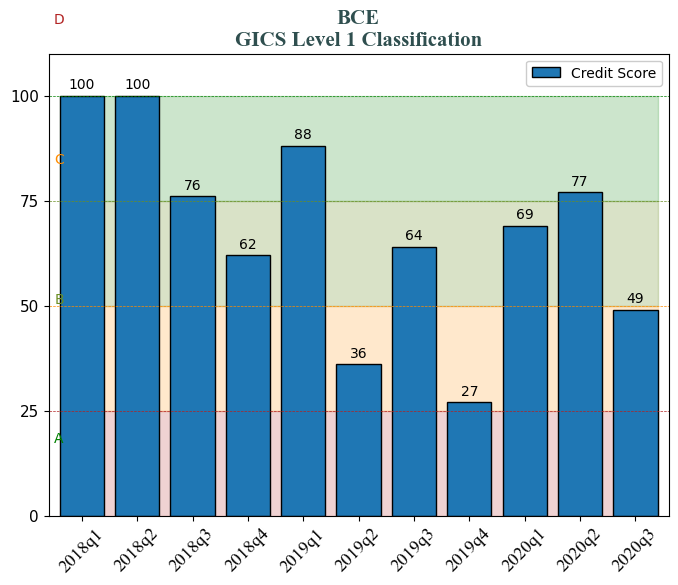 D
BCE
GICS Level 1 Classification
Credit Score
100
100
100
88
C
76
77
75
69
64
62
B
50
49
36
27
25
A
0
2018q1
2018q2
2018q3
2018q4
2019q1
2019q2
2019q3
2019q4
2020q1
2020q2
2020q3